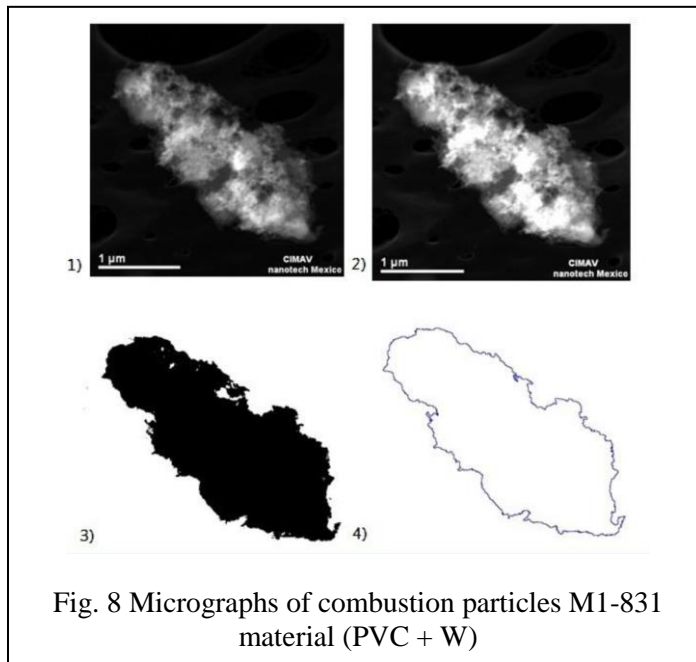 1)
1 µm
CIMAV
nanotech Mexico
2)
1 µm
CIMAV
nanotech Mexico
3)
4)
Fig. 8 Micrographs of combustion particles M1-831
material (PVC + W)